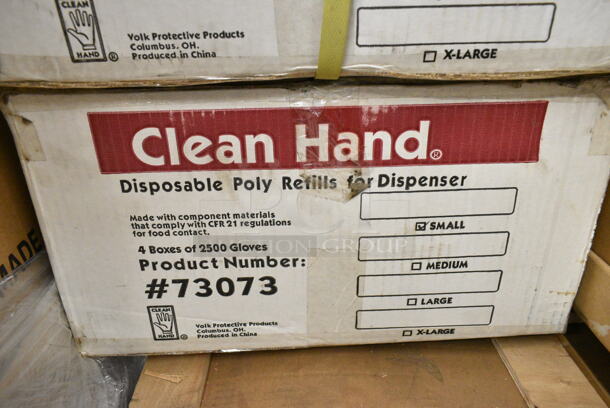 CLEAN
HAND ®
Volk Protective Products
Columbus, OH.
Produced in China
X-LARGE
Clean Hand®
Disposable Poly Refills for Dispenser
Made with component materials
that comply with CFR 21 regulations
for food contact.
4 Boxes of 2500 Gloves
Product Number:
#73073
SMALL
MEDIUM
LARGE
X-LARGE
CLEAN
HAND ®
Volk Protective Products
Columbus, OH.
Produced in China
MADE
GROUP